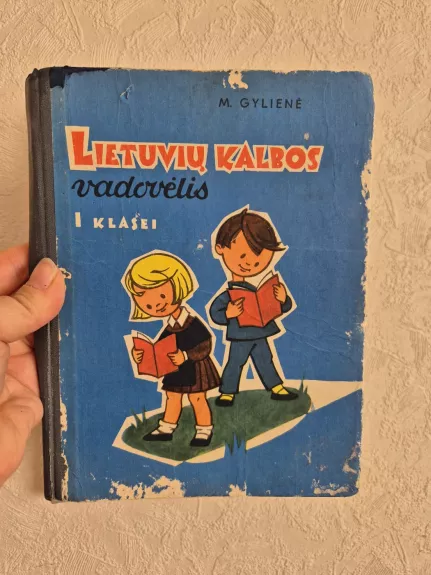 M. GYLIENĖ
LIETUVIŲ KALBOS
vadovėlis
I KLASEI